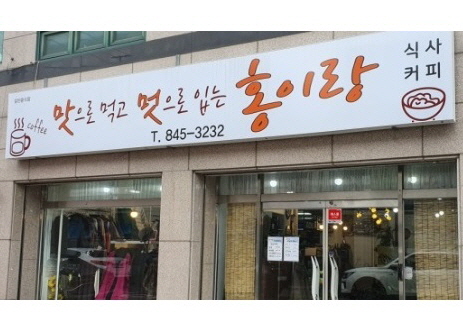 coffee
맛으로 먹고 멋으로 입는 홍이랑
T. 845-3232
식사
커피